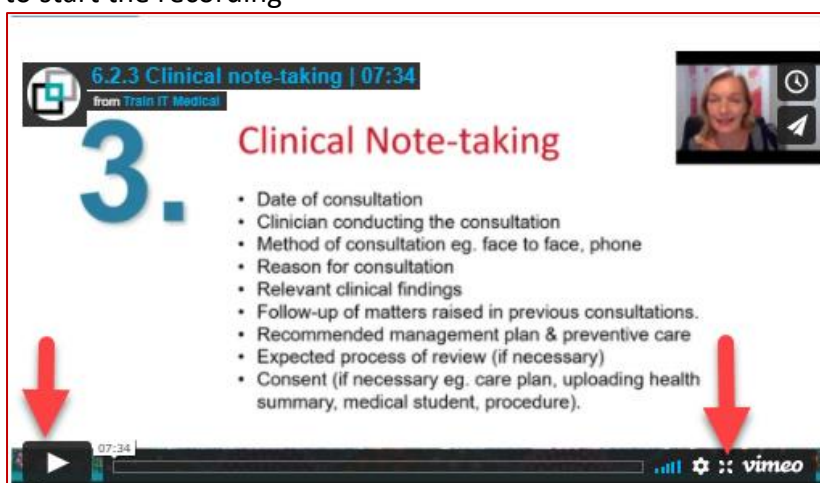 to start the recording
6.2.3 Clinical note-taking | 07:34
from Train IT Medical
3.
Clinical Note-taking
• Date of consultation
• Clinician conducting the consultation
• Method of consultation eg. face to face, phone
• Reason for consultation
• Relevant clinical findings
• Follow-up of matters raised in previous consultations.
• Recommended management plan & preventive care
• Expected process of review (if necessary)
• Consent (if necessary eg. care plan, uploading health
summary, medical student, procedure).
07:34
vimeo